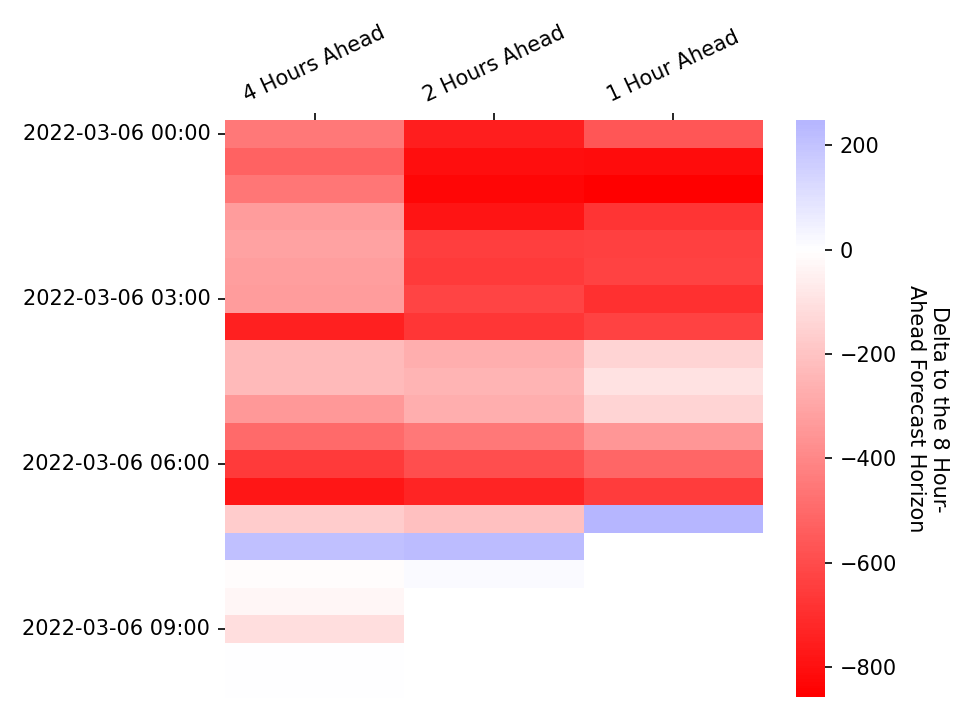 4 Hours Ahead
2 Hours Ahead
1 Hour Ahead
2022-03-06 00:00
2022-03-06 03:00
2022-03-06 06:00
2022-03-06 09:00
200
0
−200
−400
−600
−800
Delta to the 8 Hour-
Ahead Forecast Horizon